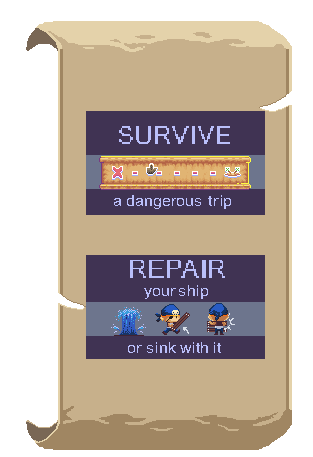 SURVIVE
a dangerous trip
REPAIR
your ship
or sink with it